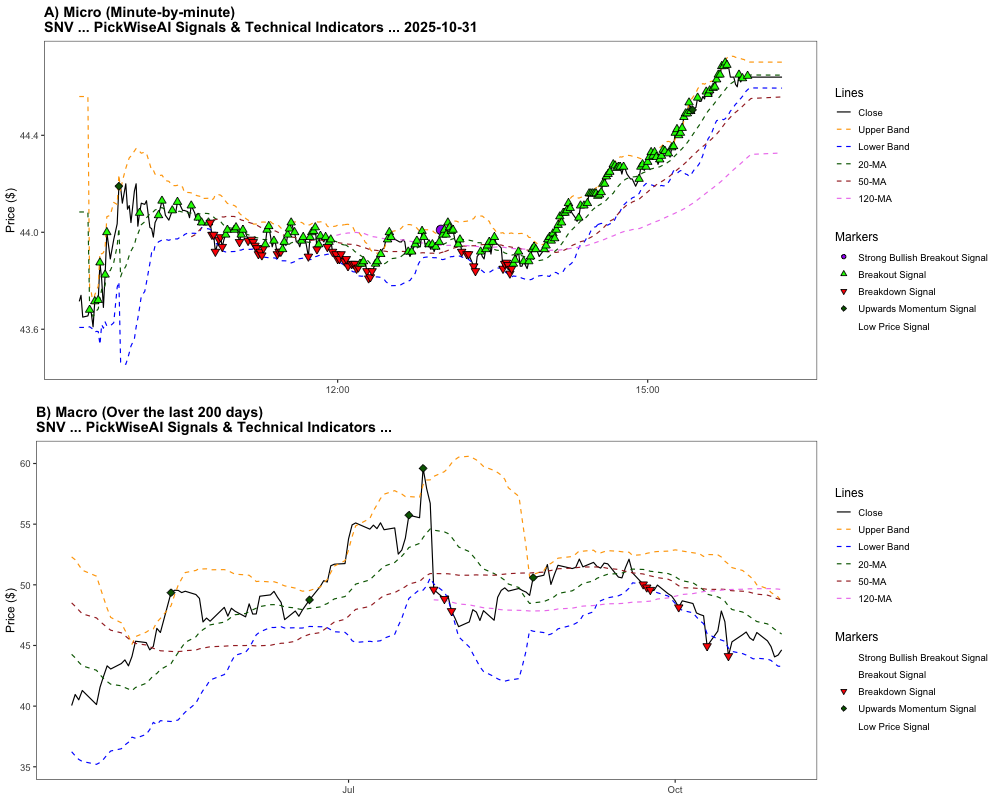 A) Micro (Minute-by-minute)
SNV ... PickWiseAI Signals & Technical Indicators ... 2025-10-31
Price ($)
44.4
44.0
43.6
12:00
15:00
Lines
Close
Upper Band
Lower Band
20-MA
50-MA
120-MA
Markers
Strong Bullish Breakout Signal
Breakout Signal
Breakdown Signal
Upwards Momentum Signal
Low Price Signal
B) Macro (Over the last 200 days)
SNV ... PickWiseAI Signals & Technical Indicators ...
Price ($)
60
55
50
45
40
35
Jul
Oct
Lines
Close
Upper Band
Lower Band
20-MA
50-MA
120-MA
Markers
Strong Bullish Breakout Signal
Breakout Signal
Breakdown Signal
Upwards Momentum Signal
Low Price Signal